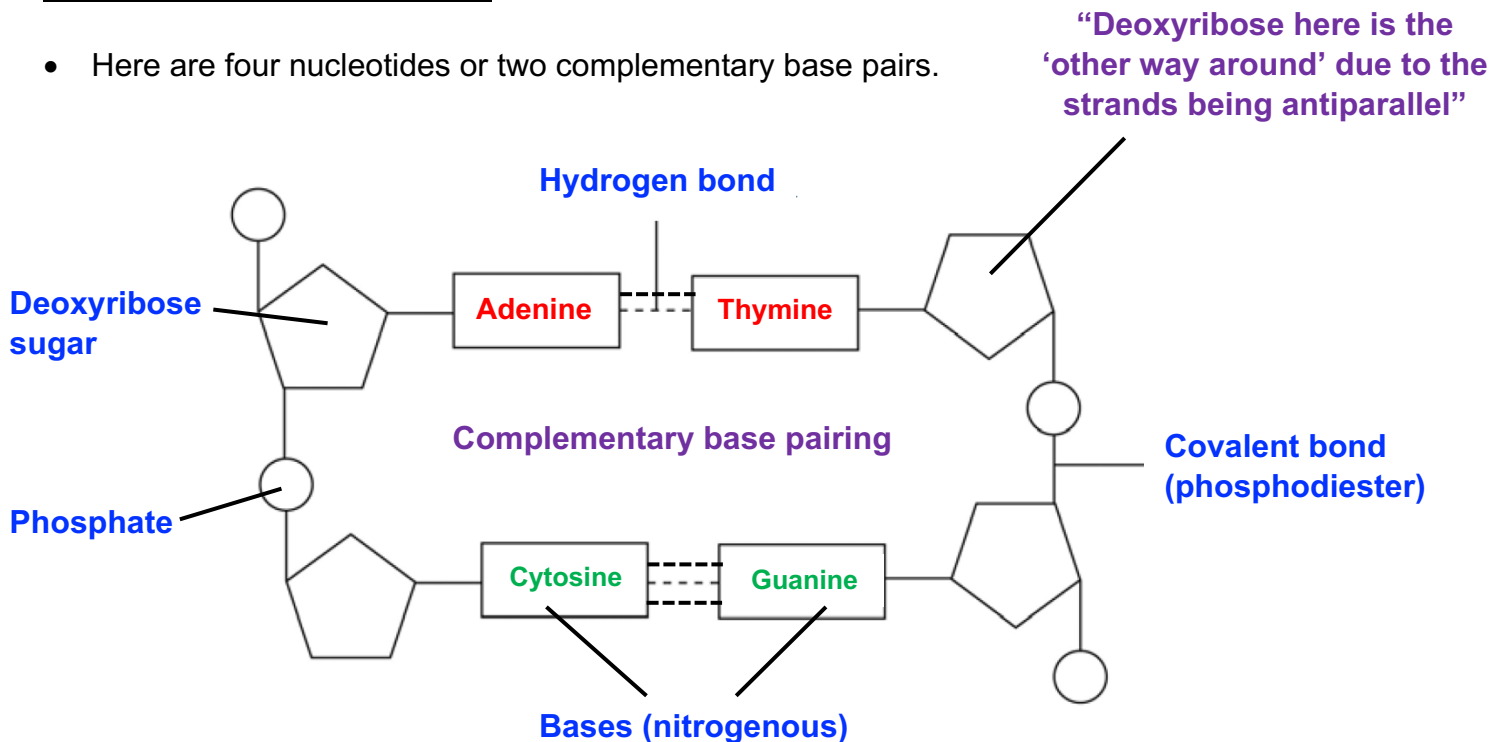 “Deoxyribose here is the
‘other way around’ due to the
strands being antiparallel”
• Here are four nucleotides or two complementary base pairs.
Hydrogen bond
Deoxyribose
sugar
Adenine
Thymine
Complementary base pairing
Covalent bond
(phosphodiester)
Phosphate
Cytosine
Guanine
Bases (nitrogenous)